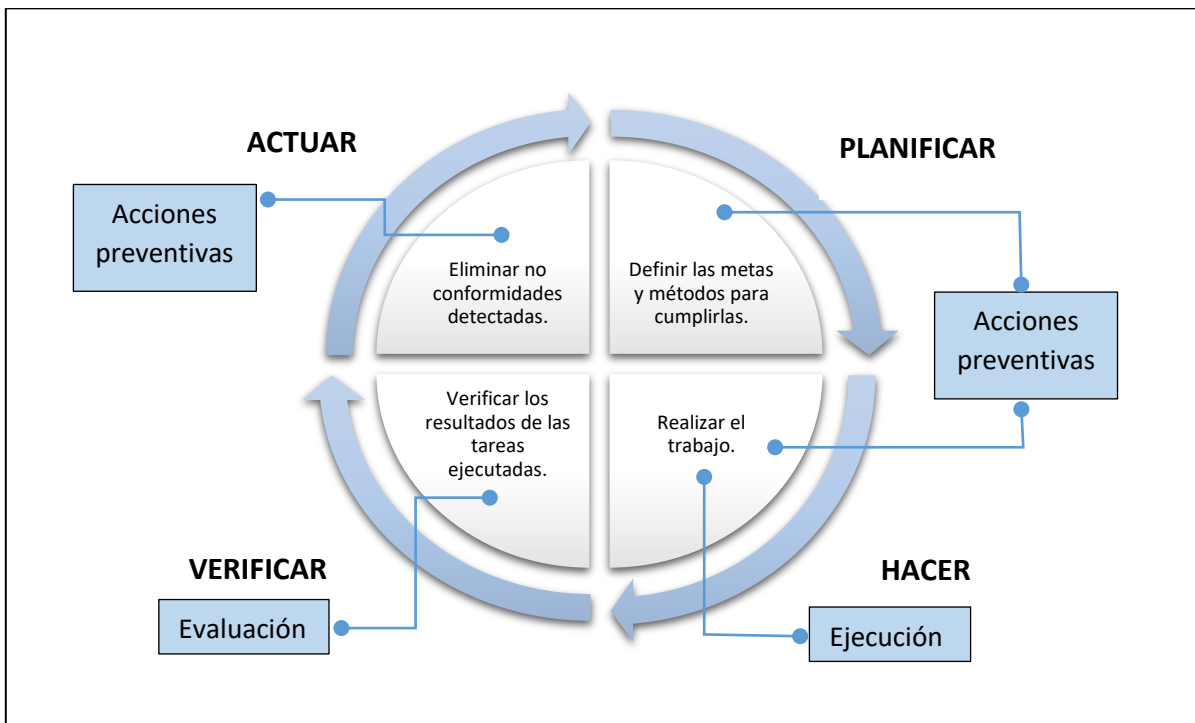 ACTUAR
PLANIFICAR
Acciones
preventivas
Eliminar no
conformidades
detectadas.
Definir las metas
y métodos para
cumplirlas.
Acciones
preventivas
Verificar los
resultados de las
tareas
ejecutadas.
Realizar el
trabajo.
VERIFICAR
HACER
Evaluación
Ejecución